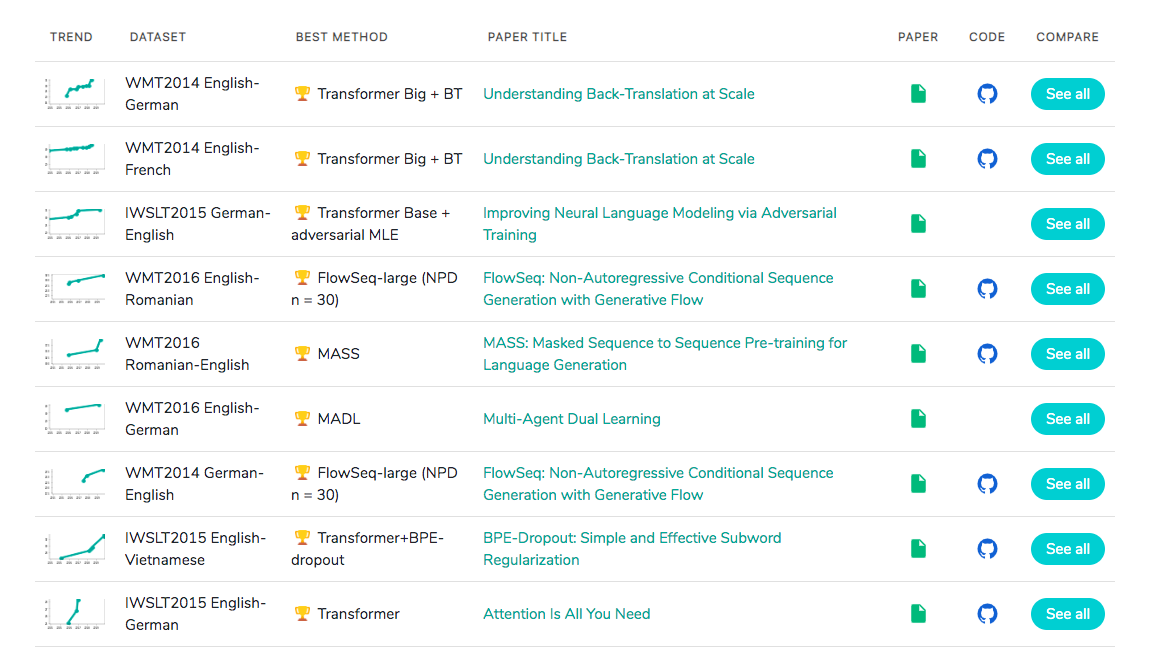 TREND DATASET BEST METHOD PAPER TITLE PAPER CODE COMPARE
WMT2014 English-
German
Transformer Big + BT
Understanding Back-Translation at Scale
See all
WMT2014 English-
French
Transformer Big + BT
Understanding Back-Translation at Scale
See all
IWSLT2015 German-
English
Transformer Base +
adversarial MLE
Improving Neural Language Modeling via Adversarial
Training
See all
WMT2016 English-
Romanian
FlowSeq-large (NPD
n = 30)
FlowSeq: Non-Autoregressive Conditional Sequence
Generation with Generative Flow
See all
WMT2016
Romanian-English
MASS
MASS: Masked Sequence to Sequence Pre-training for
Language Generation
See all
WMT2016 English-
German
MADL
Multi-Agent Dual Learning
See all
WMT2014 German-
English
FlowSeq-large (NPD
n = 30)
FlowSeq: Non-Autoregressive Conditional Sequence
Generation with Generative Flow
See all
IWSLT2015 English-
Vietnamese
Transformer+BPE-
dropout
BPE-Dropout: Simple and Effective Subword
Regularization
See all
IWSLT2015 English-
German
Transformer
Attention Is All You Need
See all